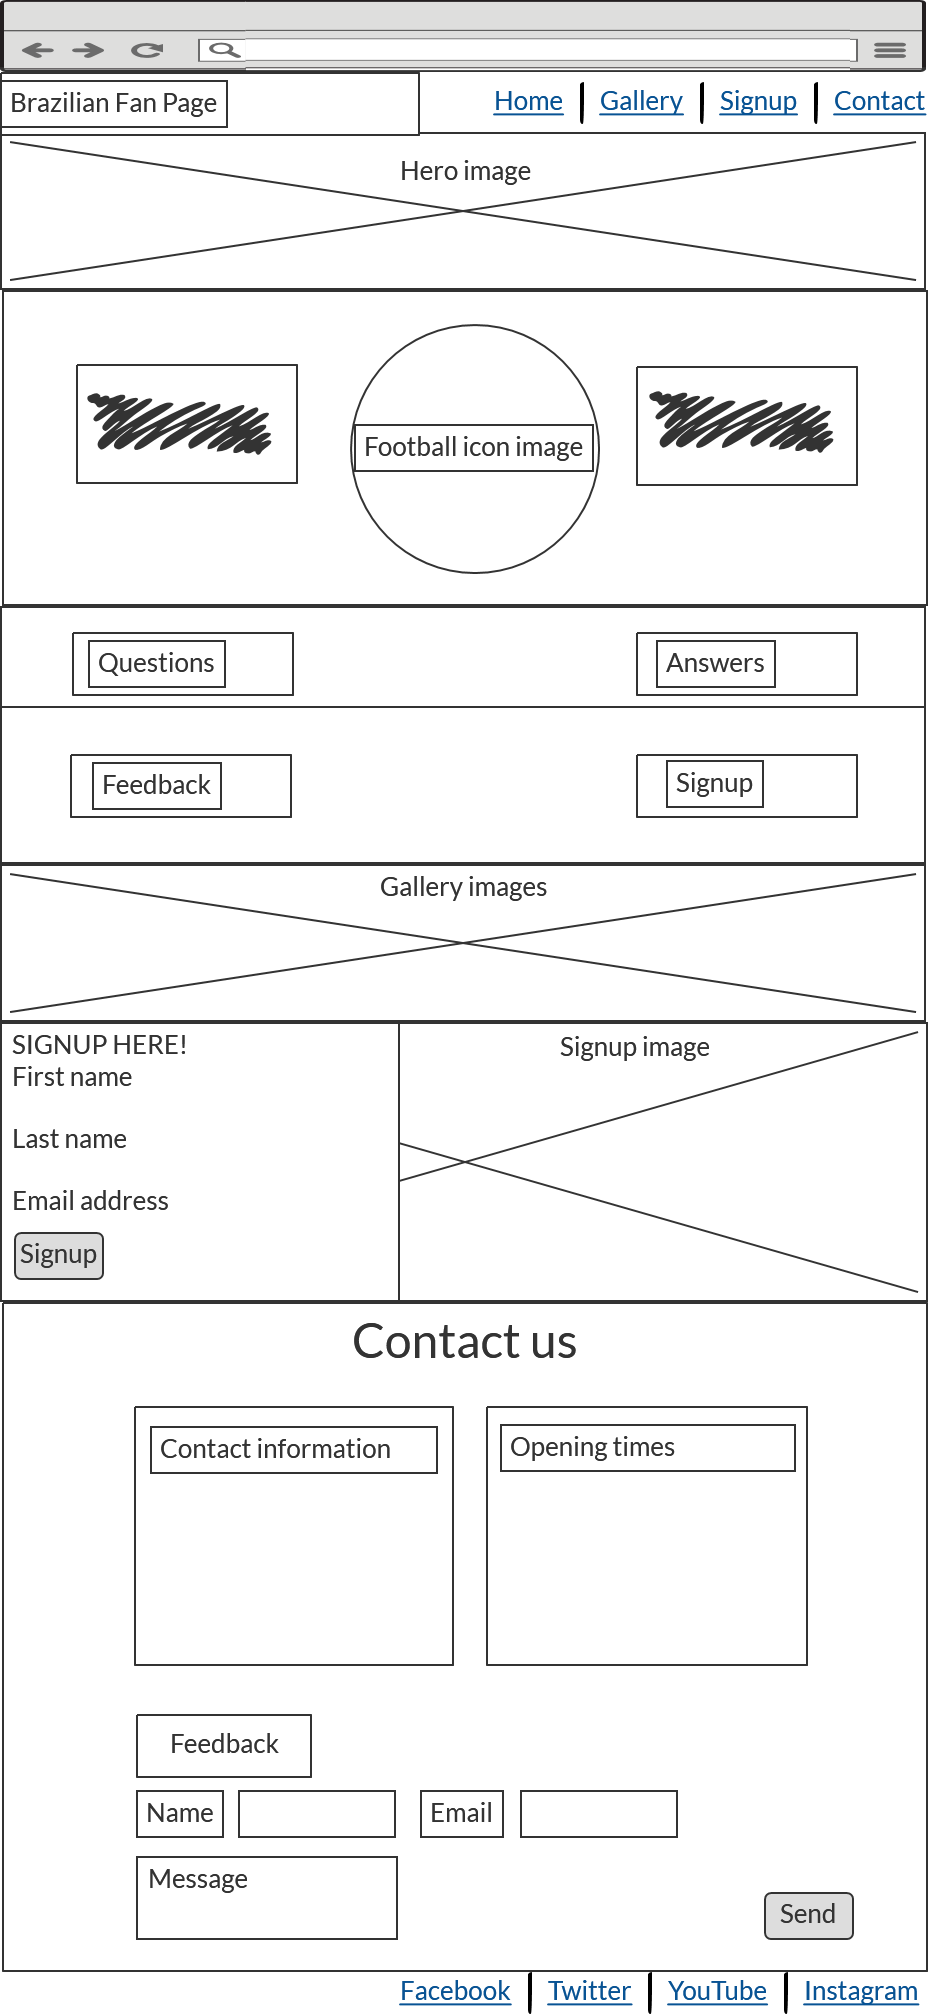 Brazilian Fan Page
Home Gallery Signup Contact
Hero image
Football icon image
Questions Answers
Feedback Signup
Gallery images
SIGNUP HERE!
First name
Last name
Email address
Signup
Signup image
Contact us
Contact information
Opening times
Feedback
Name Email
Message
Send
Facebook Twitter YouTube Instagram